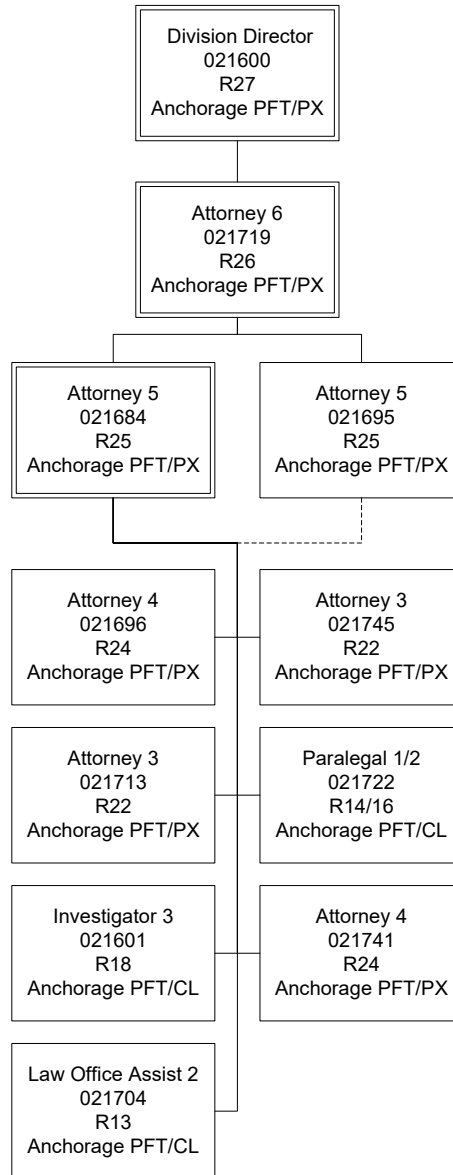 Division Director
021600
R27
Anchorage PFT/PX
Attorney 6
021719
R26
Anchorage PFT/PX
Attorney 5
021684
R25
Anchorage PFT/PX
Attorney 5
021695
R25
Anchorage PFT/PX
Attorney 4
021696
R24
Anchorage PFT/PX
Attorney 3
021745
R22
Anchorage PFT/PX
Attorney 3
021713
R22
Anchorage PFT/PX
Paralegal 1/2
021722
R14/16
Anchorage PFT/CL
Investigator 3
021601
R18
Anchorage PFT/CL
Attorney 4
021741
R24
Anchorage PFT/PX
Law Office Assist 2
021704
R13
Anchorage PFT/CL